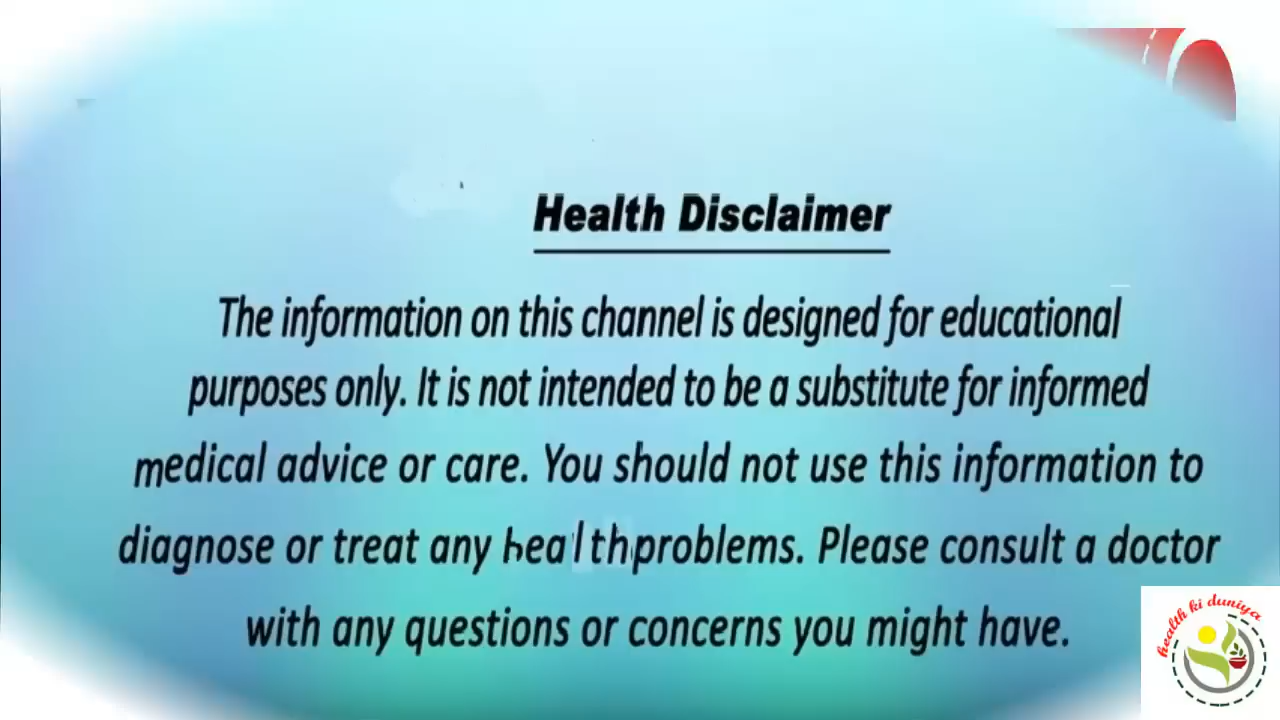 Health Disclaimer
The information on this channel is designed for educational
purposes only. It is not intended to be a substitute for informed
medical advice or care. You should not use this information to
diagnose or treat any health problems. Please consult a doctor
with any questions or concerns you might have.
health ki duniya